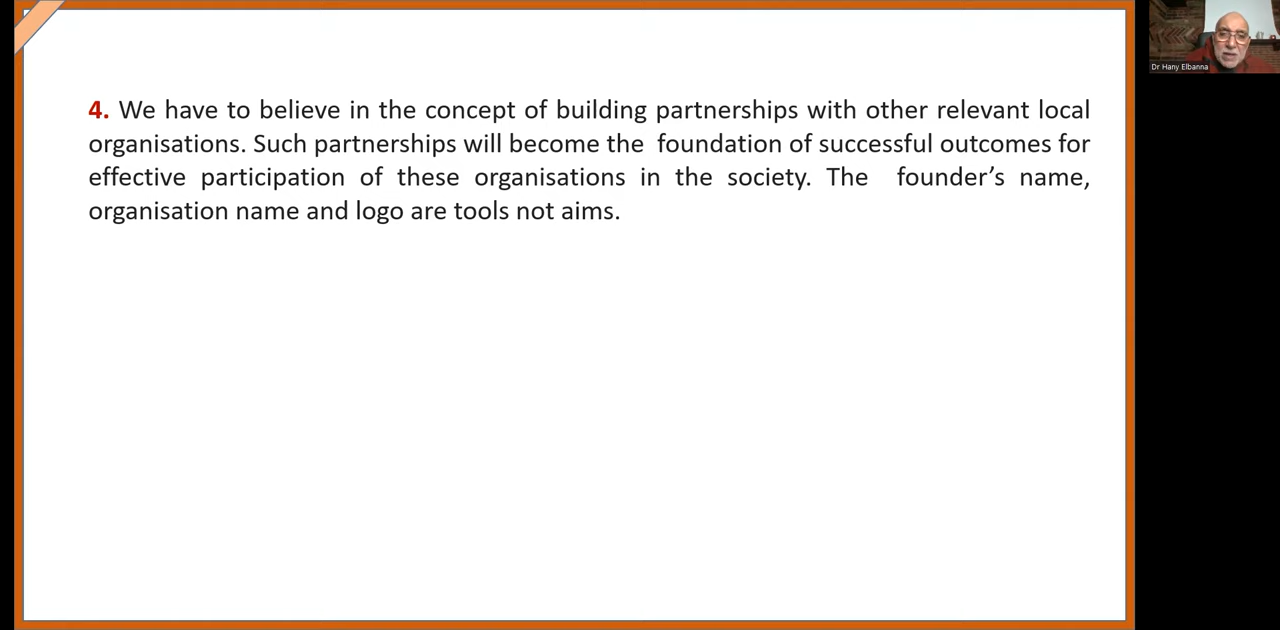 4. We have to believe in the concept of building partnerships with other relevant local
organisations. Such partnerships will become the foundation of successful outcomes for
effective participation of these organisations in the society. The founder’s name,
organisation name and logo are tools not aims.
Dr Hany Elbanna